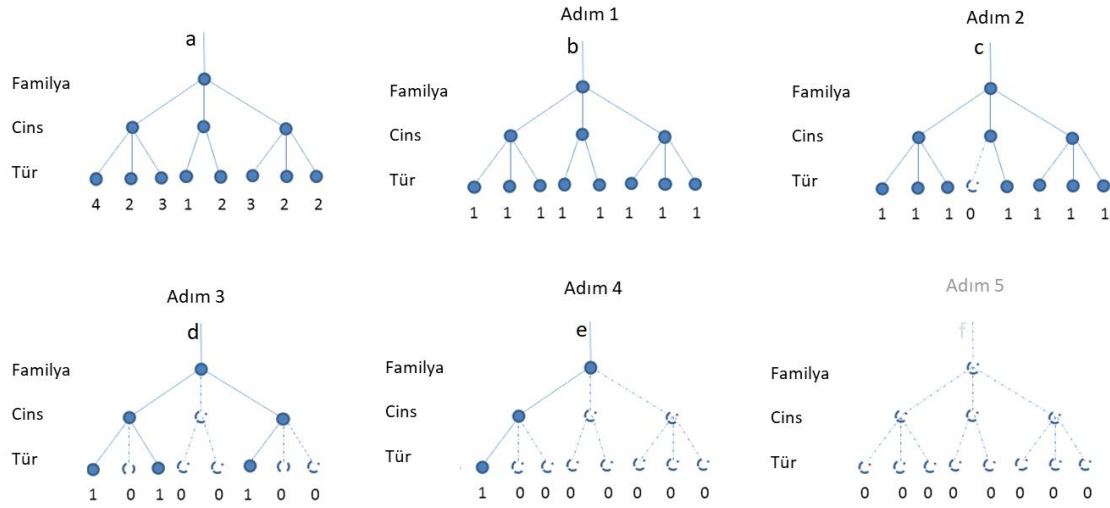 a
Familya
Cins
Tür
4 2 3 1 2 3 2 2
Adım 1
b
Familya
Cins
Tür
1 1 1 1 1 1 1 1
Adım 2
c
Familya
Cins
Tür
1 1 1 0 1 1 1 1
Adım 3
d
Familya
Cins
Tür
1 0 1 0 0 1 0 0
Adım 4
e
Familya
Cins
Tür
1 0 0 0 0 0 0 0
Adım 5
f
Familya
Cins
Tür
0 0 0 0 0 0 0 0